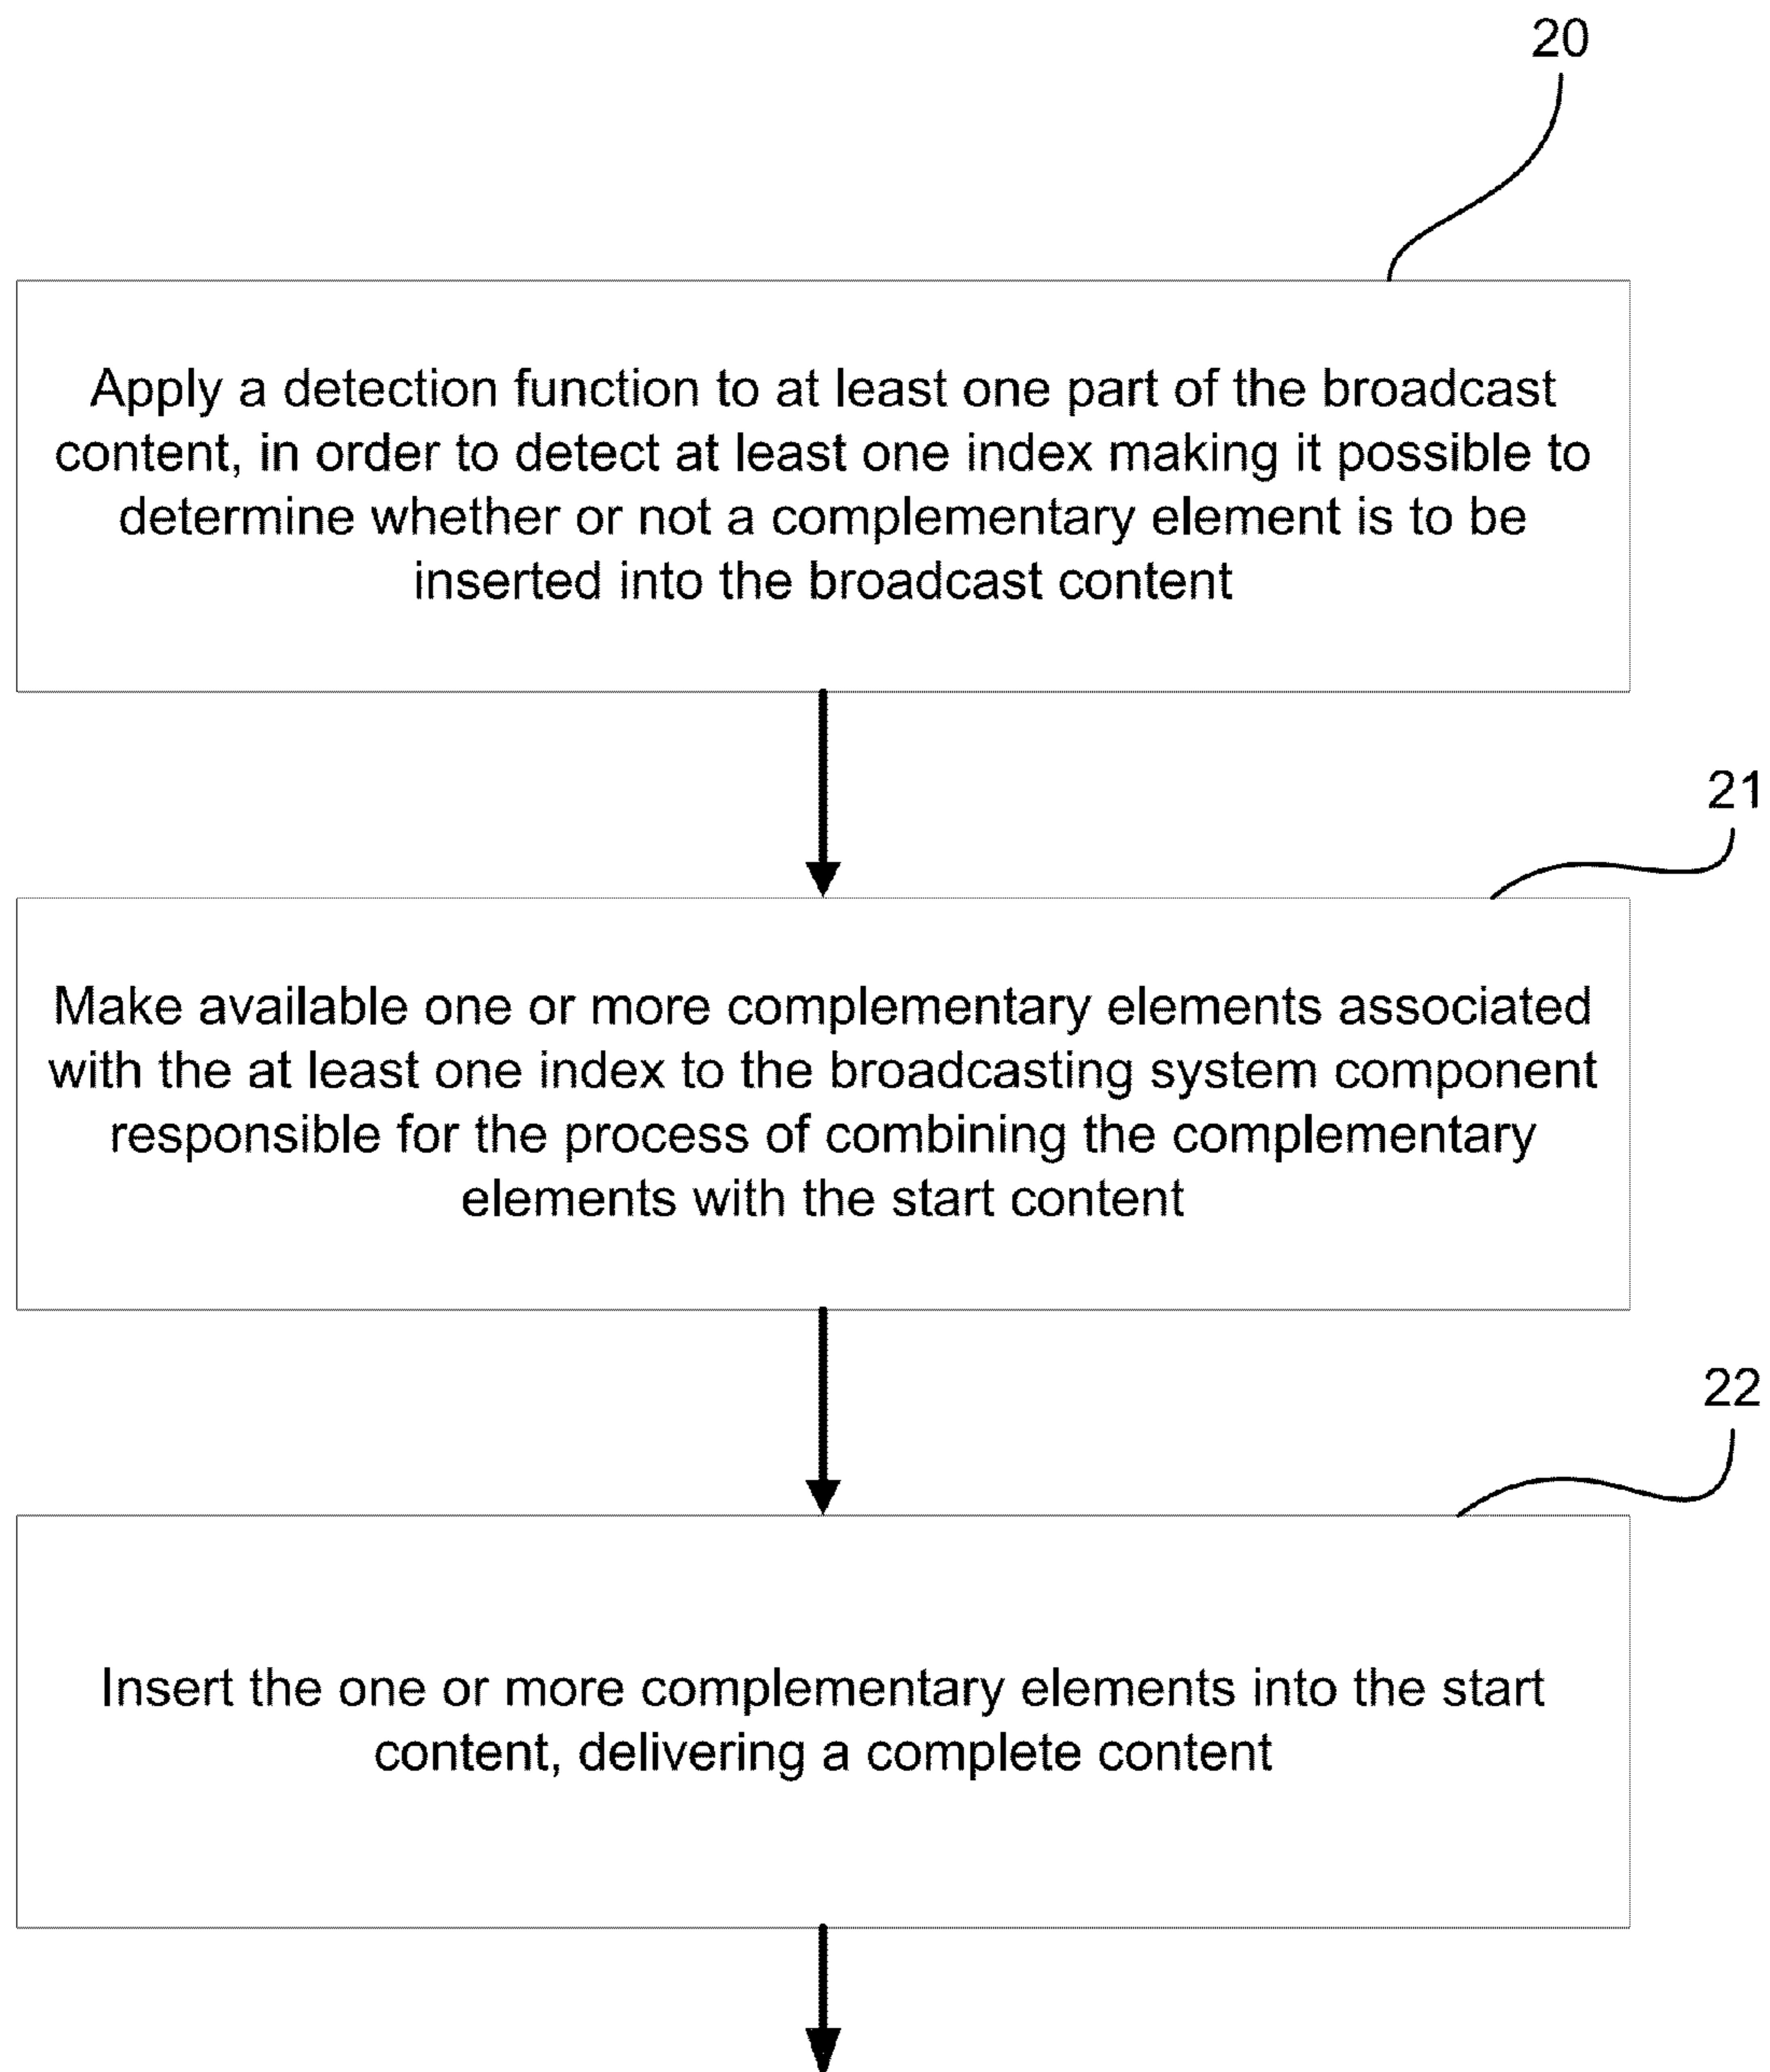 20
Apply a detection function to at least one part of the broadcast
content, in order to detect at least one index making it possible to
determine whether or not a complementary element is to be
inserted into the broadcast content
21
Make available one or more complementary elements associated
with the at least one index to the broadcasting system component
responsible for the process of combining the complementary
elements with the start content
22
Insert the one or more complementary elements into the start
content, delivering a complete content